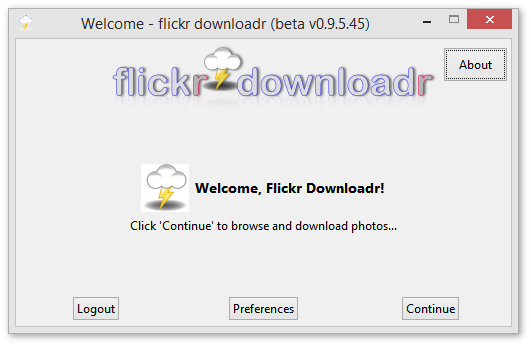 Welcome - flickr downloadr (beta v0.9.5.45)
flickr downloadr
About
Welcome, Flickr Downloadr!
Click 'Continue' to browse and download photos...
Logout
Preferences
Continue